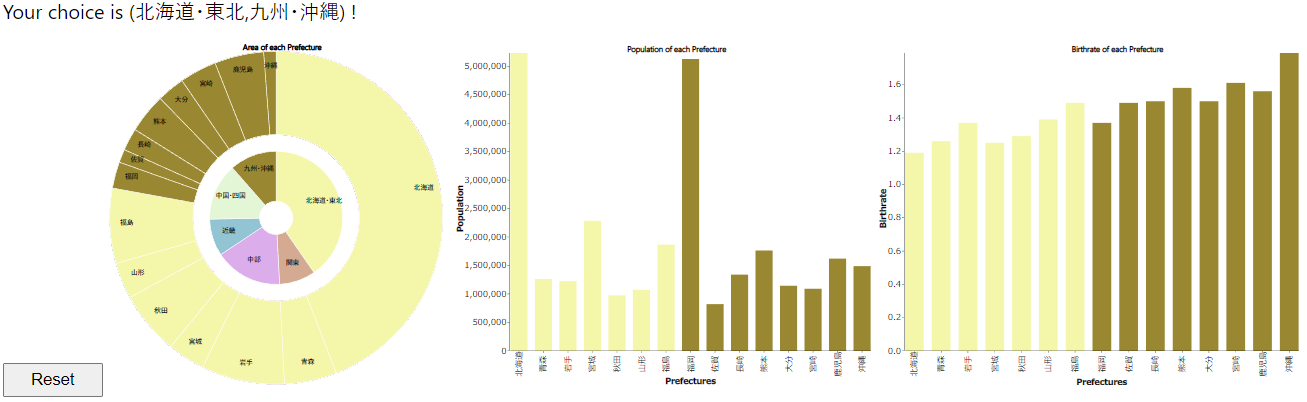 Your choice is (北海道・東北,九州・沖縄) !
Area of each Prefecture
沖縄
鹿児島
宮崎
大分
熊本
長崎
佐賀
福岡
福島
山形
秋田
宮城
岩手
青森
北海道
九州・沖縄
中国・四国
近畿
中部
関東
北海道・東北
Reset
Population of each Prefecture
5,000,000
4,500,000
4,000,000
3,500,000
3,000,000
2,500,000
2,000,000
1,500,000
1,000,000
500,000
0
Population
北海道 青森 岩手 宮城 秋田 山形 福島 福岡 佐賀 長崎 熊本 大分 宮崎 鹿児島 沖縄
Prefectures
Birthrate of each Prefecture
1.6
1.4
1.2
1.0
0.8
0.6
0.4
0.2
0.0
Birthrate
北海道 青森 岩手 宮城 秋田 山形 福島 福岡 佐賀 長崎 熊本 大分 宮崎 鹿児島 沖縄
Prefectures